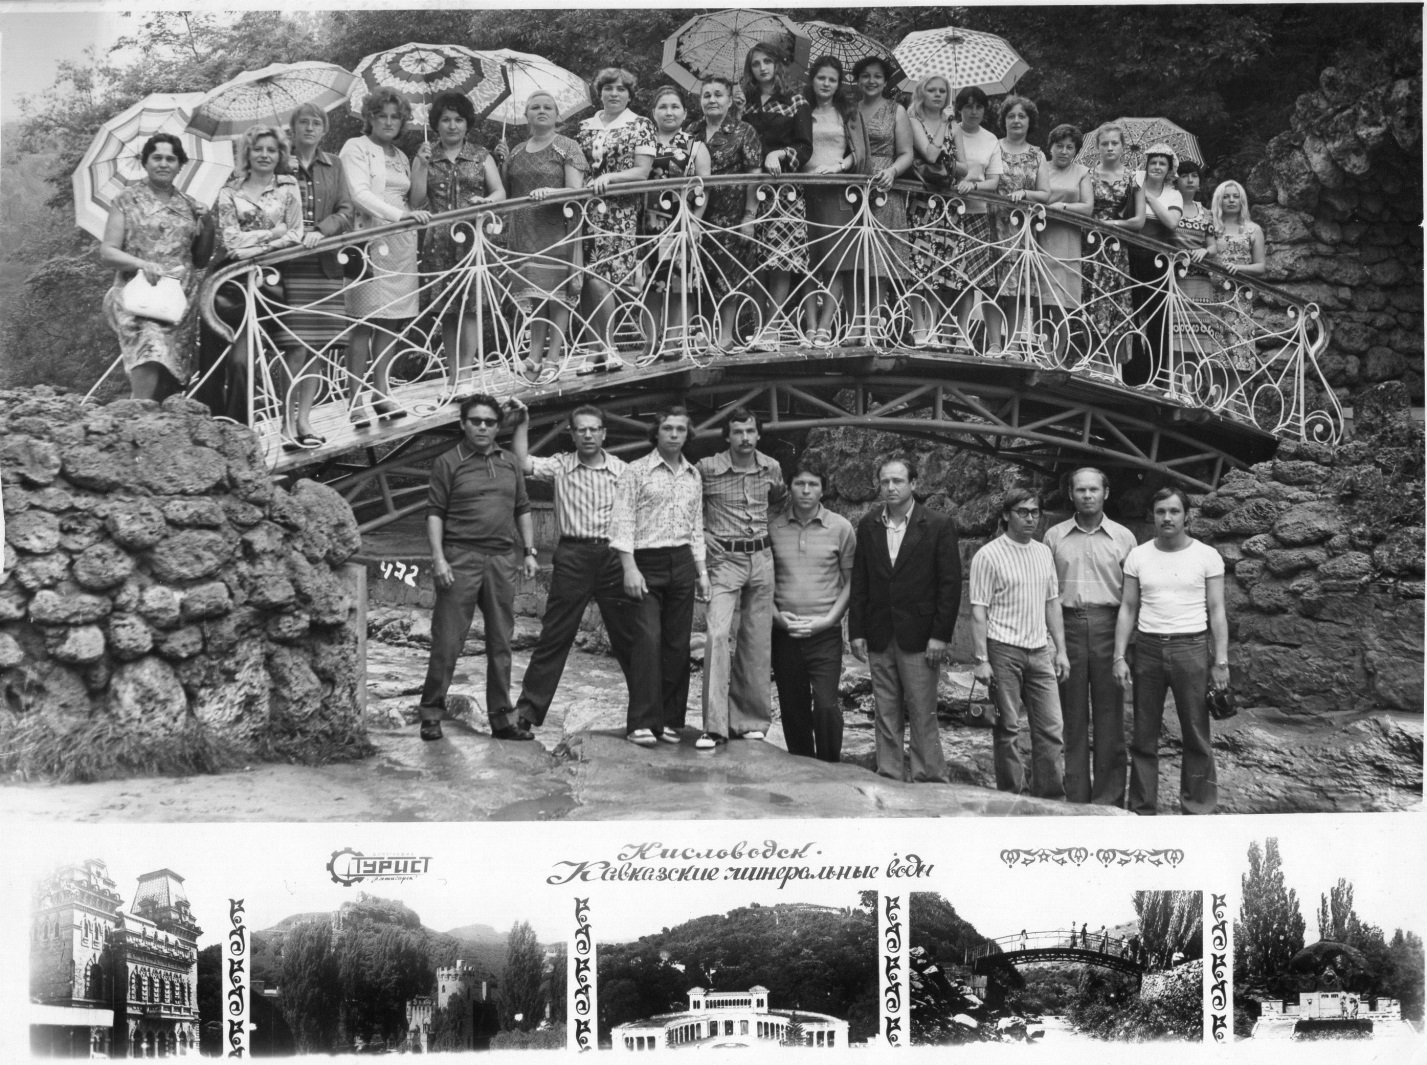 472
ТУРИСТ
Кисловодск.
Кавказские минеральные воды